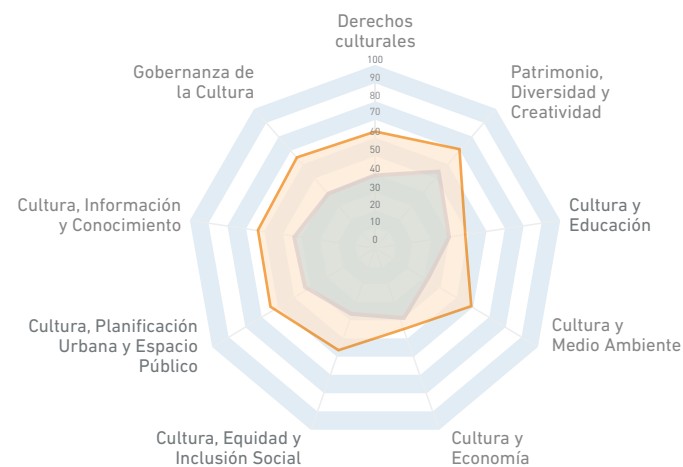 Derechos
culturales
Gobernanza de
la Cultura
Patrimonio,
Diversidad y
Creatividad
100
90
80
70
60
50
40
30
20
10
0
Cultura, Información
y Conocimiento
Cultura y
Educación
Cultura, Planificación
Urbana y Espacio
Público
Cultura y
Medio Ambiente
Cultura, Equidad y
Inclusión Social
Cultura y
Economía